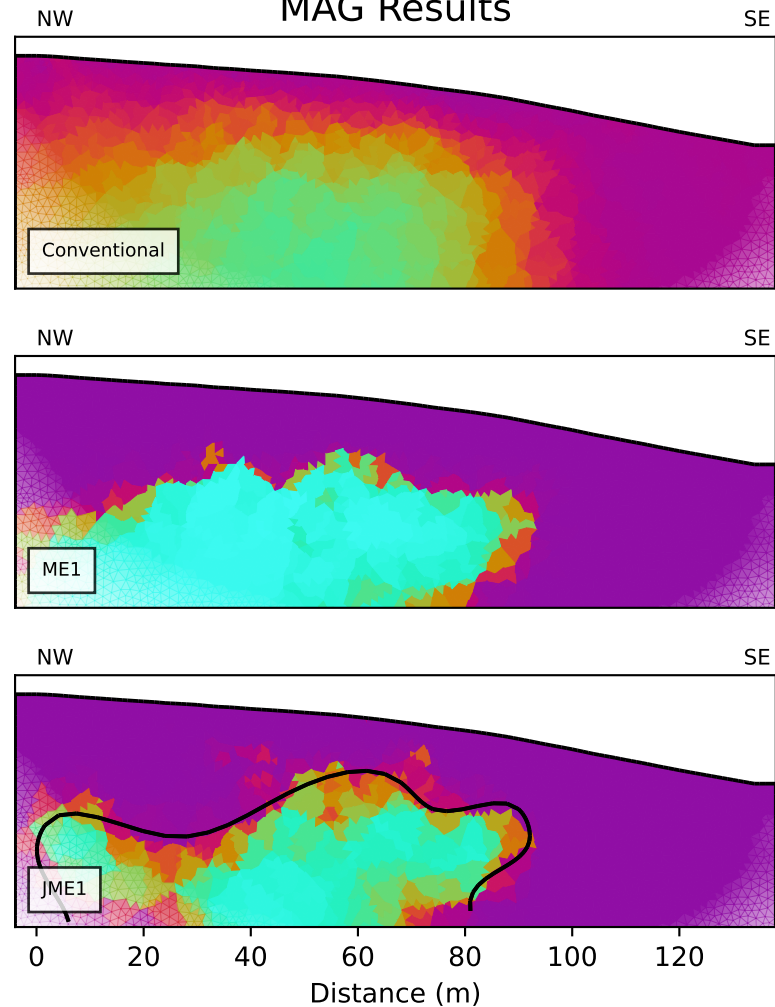 MAG Results
NW SE
Conventional
NW SE
ME1
NW SE
JME1
0 20 40 60 80 100 120
Distance (m)